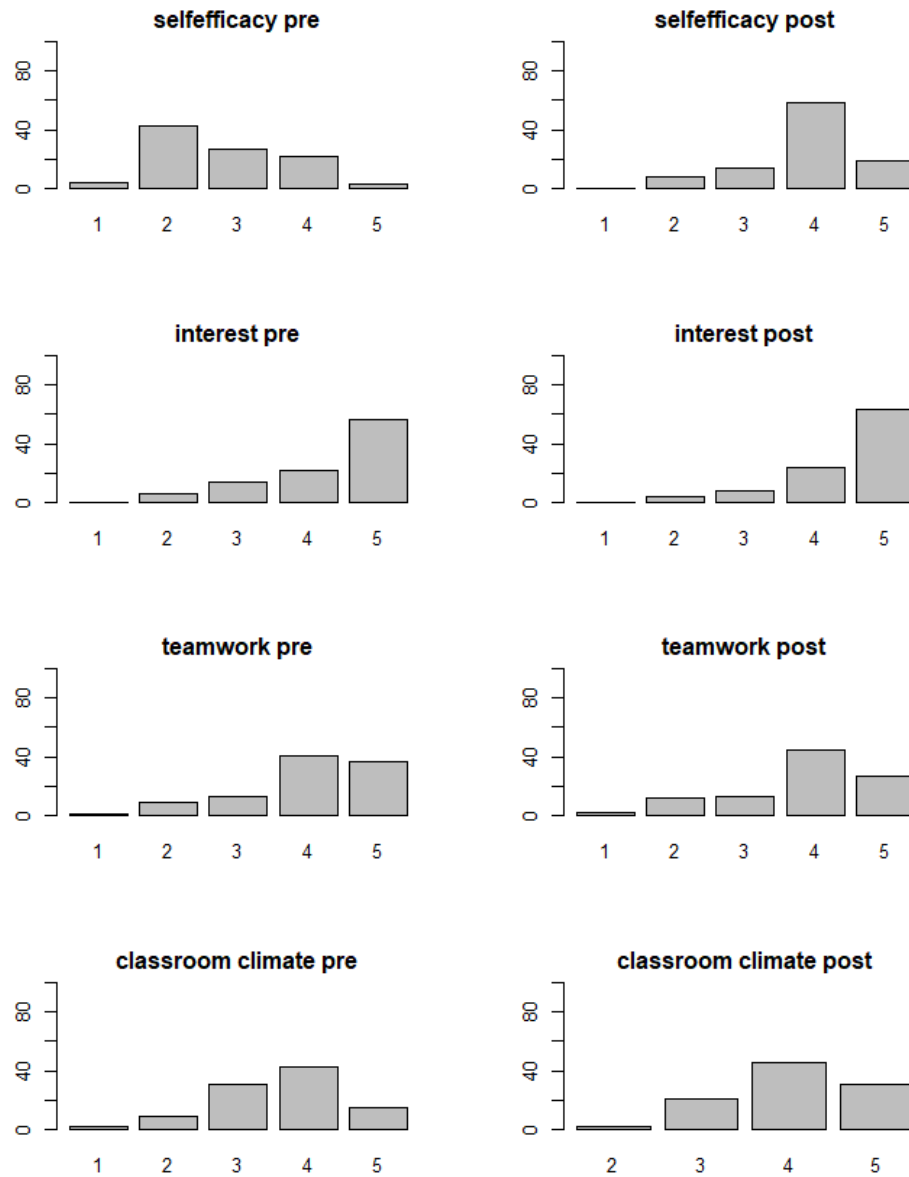 selfefficacy pre
80
40
0
1 2 3 4 5
selfefficacy post
80
40
0
1 2 3 4 5
interest pre
80
40
0
1 2 3 4 5
interest post
80
40
0
1 2 3 4 5
teamwork pre
80
40
0
1 2 3 4 5
teamwork post
80
40
0
1 2 3 4 5
classroom climate pre
80
40
0
1 2 3 4 5
classroom climate post
80
40
0
2 3 4 5